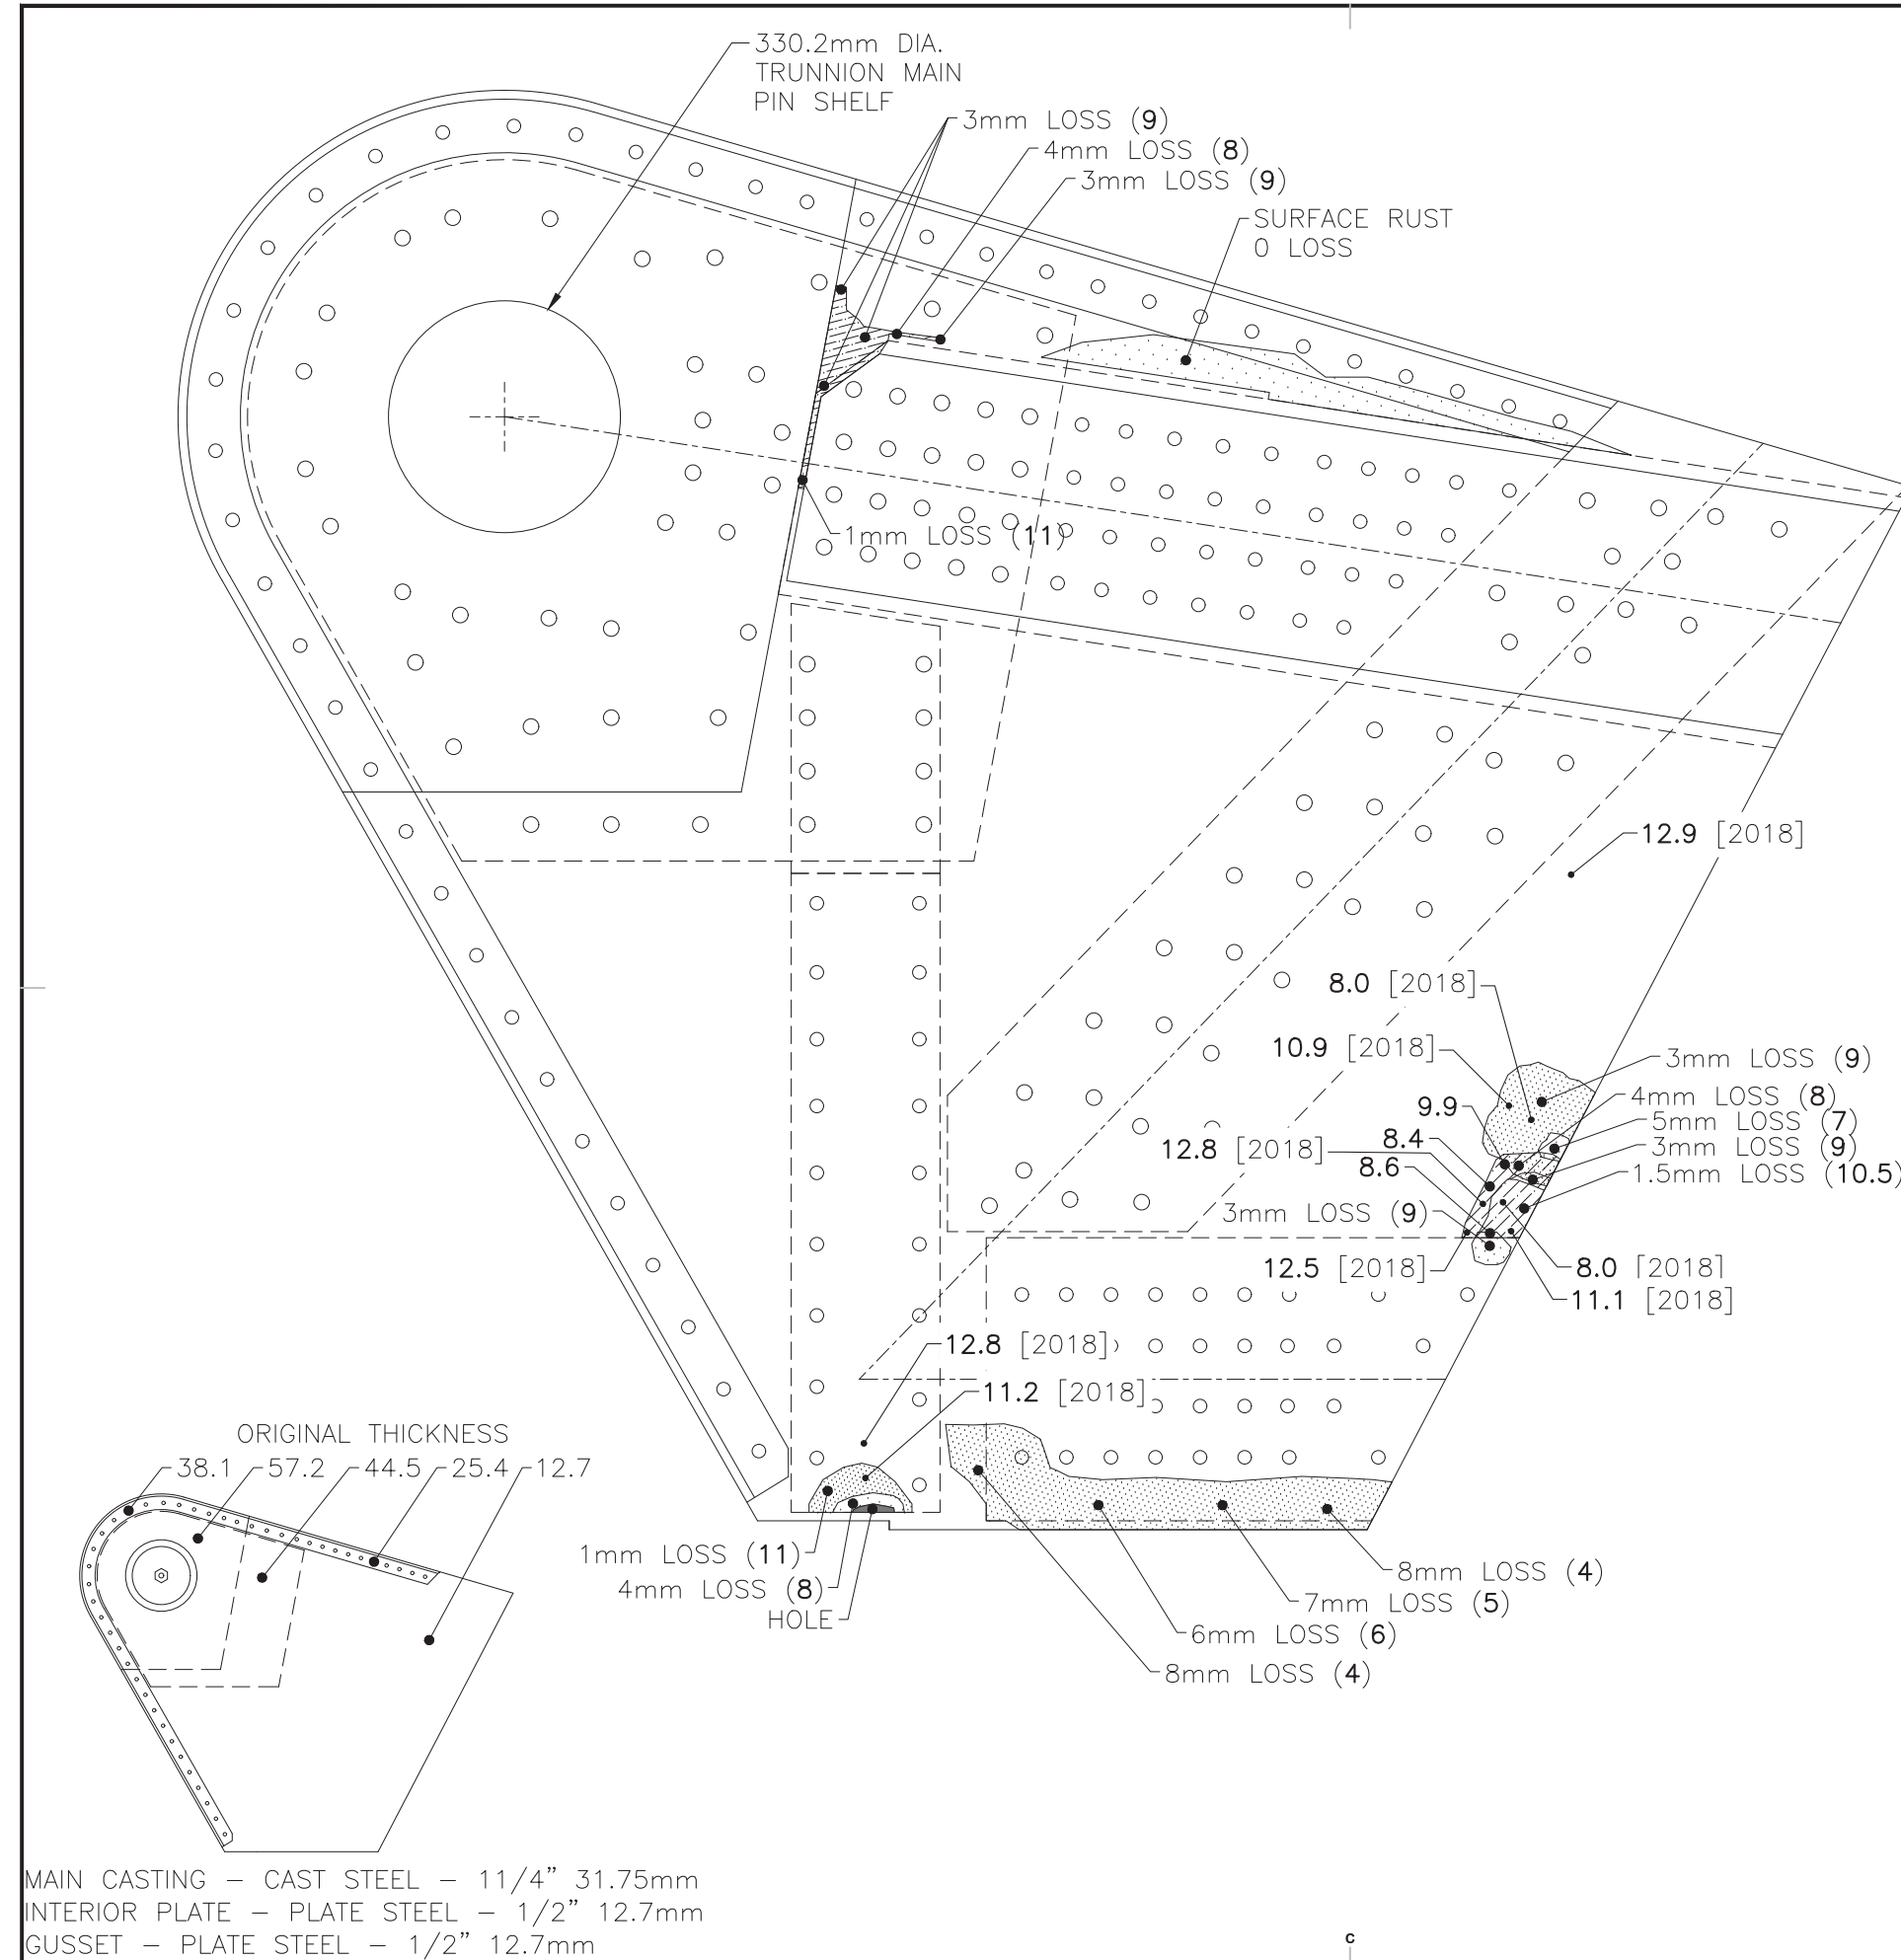 330.2mm DIA.
TRUNNION MAIN
PIN SHELF
3mm LOSS (9)
4mm LOSS (8)
3mm LOSS (9)
SURFACE RUST
0 LOSS
1mm LOSS (11)
12.9 [2018]
8.0 [2018]
10.9 [2018]
3mm LOSS (9)
9.9
4mm LOSS (8)
5mm LOSS (7)
8.4
12.8 [2018]
3mm LOSS (9)
8.6
1.5mm LOSS (10.5)
3mm LOSS (9)
12.5 [2018]
8.0 [2018]
11.1 [2018]
12.8 [2018]
11.2 [2018]
ORIGINAL THICKNESS
38.1 57.2 44.5 25.4 12.7
1mm LOSS (11)
4mm LOSS (8)
HOLE
8mm LOSS (4)
7mm LOSS (5)
6mm LOSS (6)
8mm LOSS (4)
MAIN CASTING – CAST STEEL – 11/4” 31.75mm
INTERIOR PLATE – PLATE STEEL – 1/2” 12.7mm
GUSSET – PLATE STEEL – 1/2” 12.7mm
C